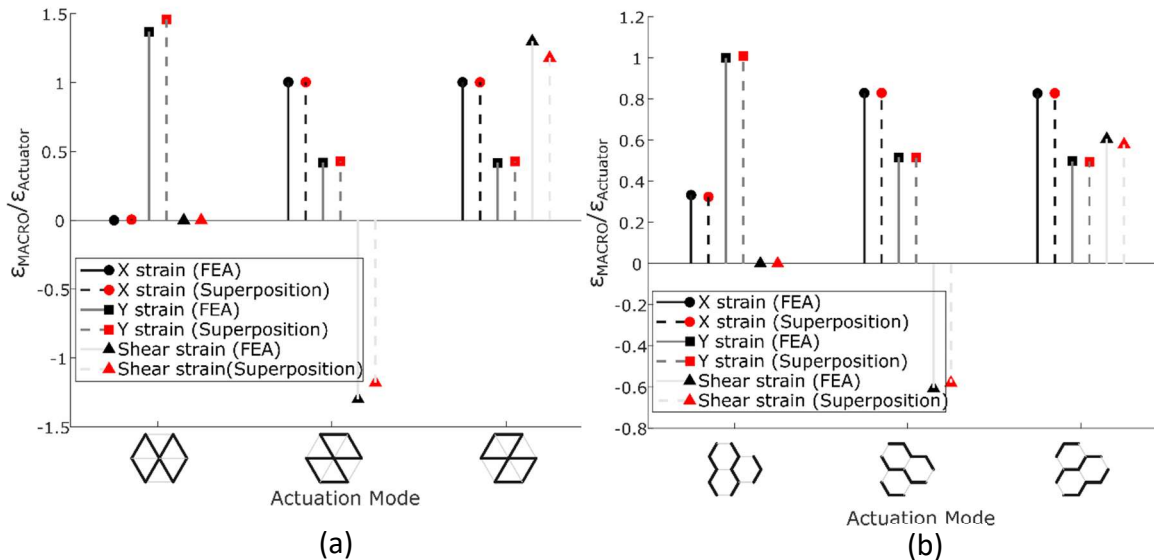 1.5
1
0.5
0
-0.5
-1
-1.5
εMACRO/εActuator
X strain (FEA)
X strain (Superposition)
Y strain (FEA)
Y strain (Superposition)
Shear strain (FEA)
Shear strain(Superposition)
Actuation Mode
(a)
1.2
1
0.8
0.6
0.4
0.2
0
-0.2
-0.4
-0.6
-0.8
εMACRO/εActuator
X strain (FEA)
X strain (Superposition)
Y strain (FEA)
Y strain (Superposition)
Shear strain (FEA)
Shear strain (Superposition)
Actuation Mode
(b)